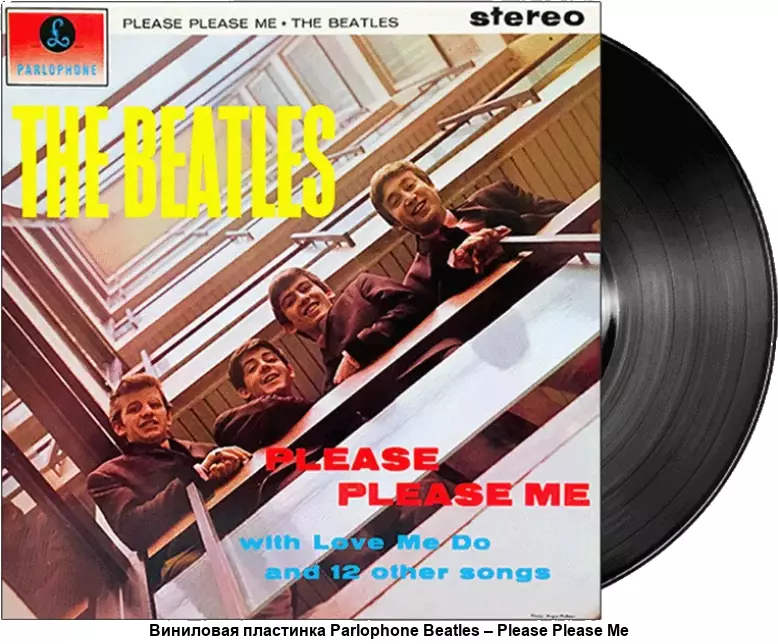 PLEASE PLEASE ME • THE BEATLES
stereo
£
PARLOPHONE
THE BEATLES
PLEASE
PLEASE ME
with Love Me Do
and 12 other songs
Виниловая пластинка Parlophone Beatles – Please Please Me